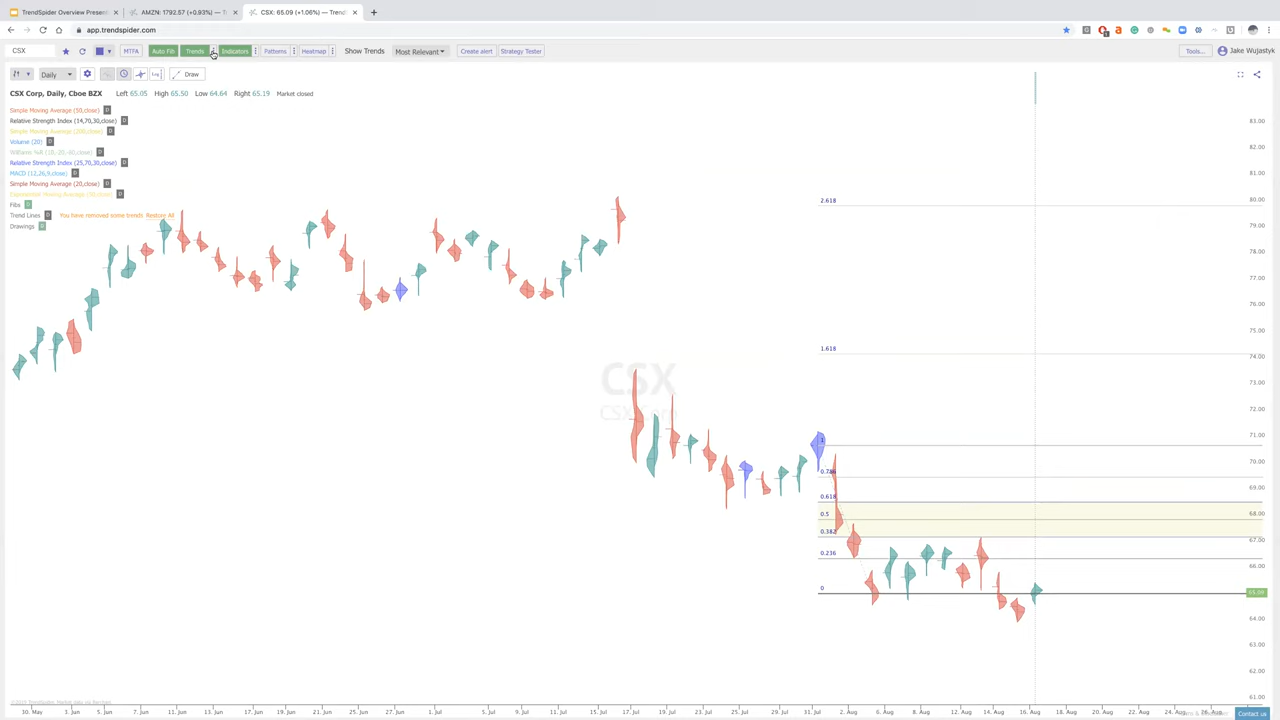 TrendSpider Overview Present
AMZN: 1792.57 (+0.93%) — T
CSX: 65.09 (+1.06%) — Trends
app.trendspider.com
CSX
MTFA
Auto Fib
Trends
Indicators
Patterns
Heatmap
Show Trends
Most Relevant
Create alert
Strategy Tester
Tools...
Jake Wujastyk
Daily
Log
Draw
CSX Corp, Daily, Cboe BZX Left 65.05 High 65.50 Low 64.64 Right 65.19 Market closed
Simple Moving Average (50,close) D
Relative Strength Index (14,70,30,close) D
Simple Moving Average (200,close) D
Volume (20) D
Williams %R (10,-20,-80,close) D
Relative Strength Index (25,70,30,close) D
MACD (12,26,9,close) D
Simple Moving Average (20,close) D
D
Fibs D
Trend Lines D You have removed some trends Restore All
Drawings
83.00
82.00
81.00
80.00
79.00
78.00
77.00
76.00
75.00
74.00
73.00
72.00
71.00
70.00
69.00
68.00
67.00
66.00
65.09
64.00
63.00
62.00
61.00
2.618
1.618
1
0.786
0.618
0.5
0.382
0.236
0
CSX
CSX Corp
30. May 3. Jun 5. Jun 7. Jun 11. Jun 13. Jun 17. Jun 19. Jun 21. Jun 25. Jun 27. Jun 1. Jul 5. Jul 9. Jul 11. Jul 15. Jul 17. Jul 19. Jul 23. Jul 25. Jul 29. Jul 31. Jul 2. Aug 6. Aug 8. Aug 12. Aug 14. Aug 16. Aug 18. Aug 20. Aug 22. Aug 24. Aug
Contact us